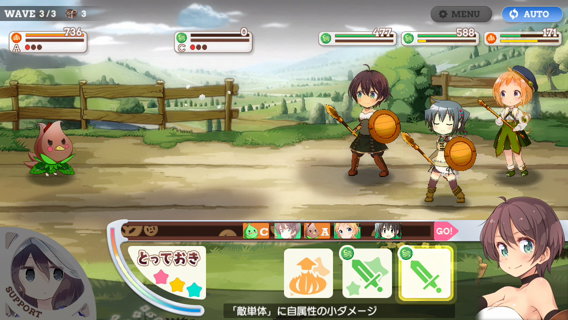 WAVE 3/3 3 MENU AUTO
736 0 477 588 171
A C
C A GO!
とっておき
SUPPORT
「敵単体」に自属性の小ダメージ